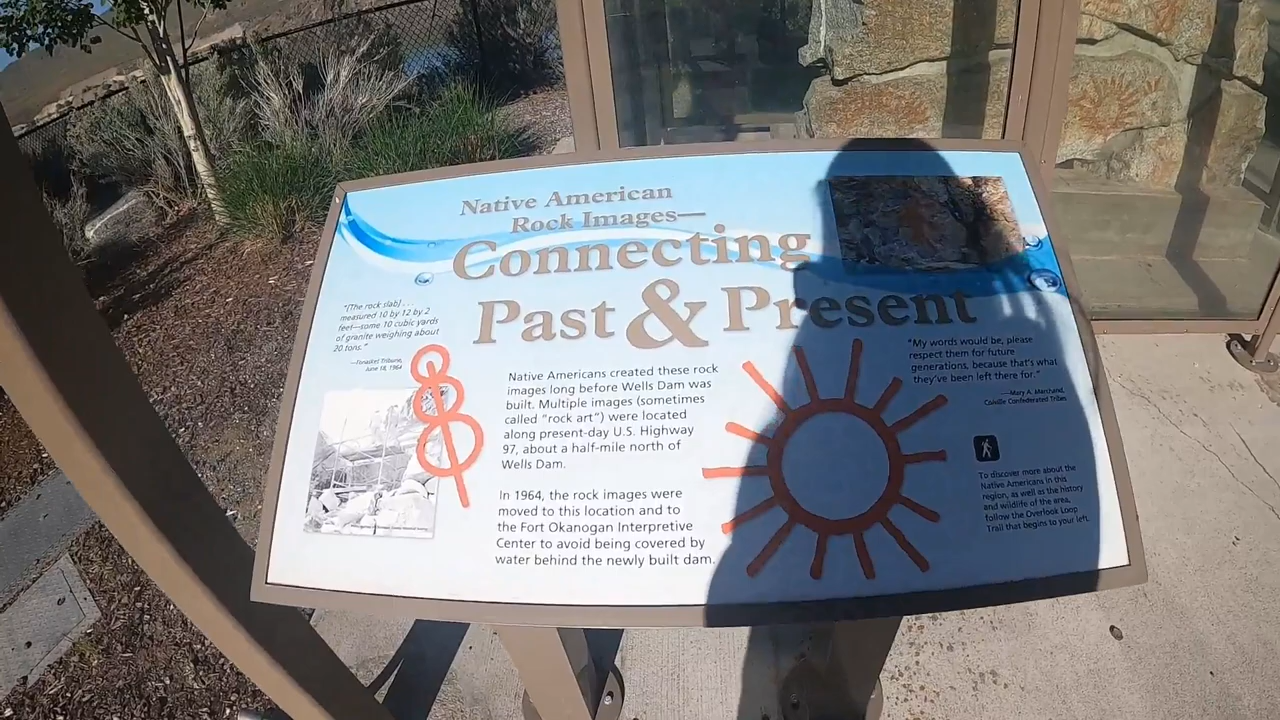 Native American
Rock Images—
Connecting
Past & Present
"[The rock slab] . . .
measured 10 by 12 by 2
feet—some 10 cubic yards
of granite weighing about
20 tons."
—Tonasket Tribune,
June 18, 1964
Native Americans created these rock
images long before Wells Dam was
built. Multiple images (sometimes
called "rock art") were located
along present-day U.S. Highway
97, about a half-mile north of
Wells Dam.
In 1964, the rock images were
moved to this location and to
the Fort Okanogan Interpretive
Center to avoid being covered by
water behind the newly built dam.
"My words would be, please
respect them for future
generations, because that's what
they've been left there for."
—Mary A. Marchand,
Colville Confederated Tribes
To discover more about the
Native Americans in this
region, as well as the history
and wildlife of the area,
follow the Overlook Loop
Trail that begins to your left.